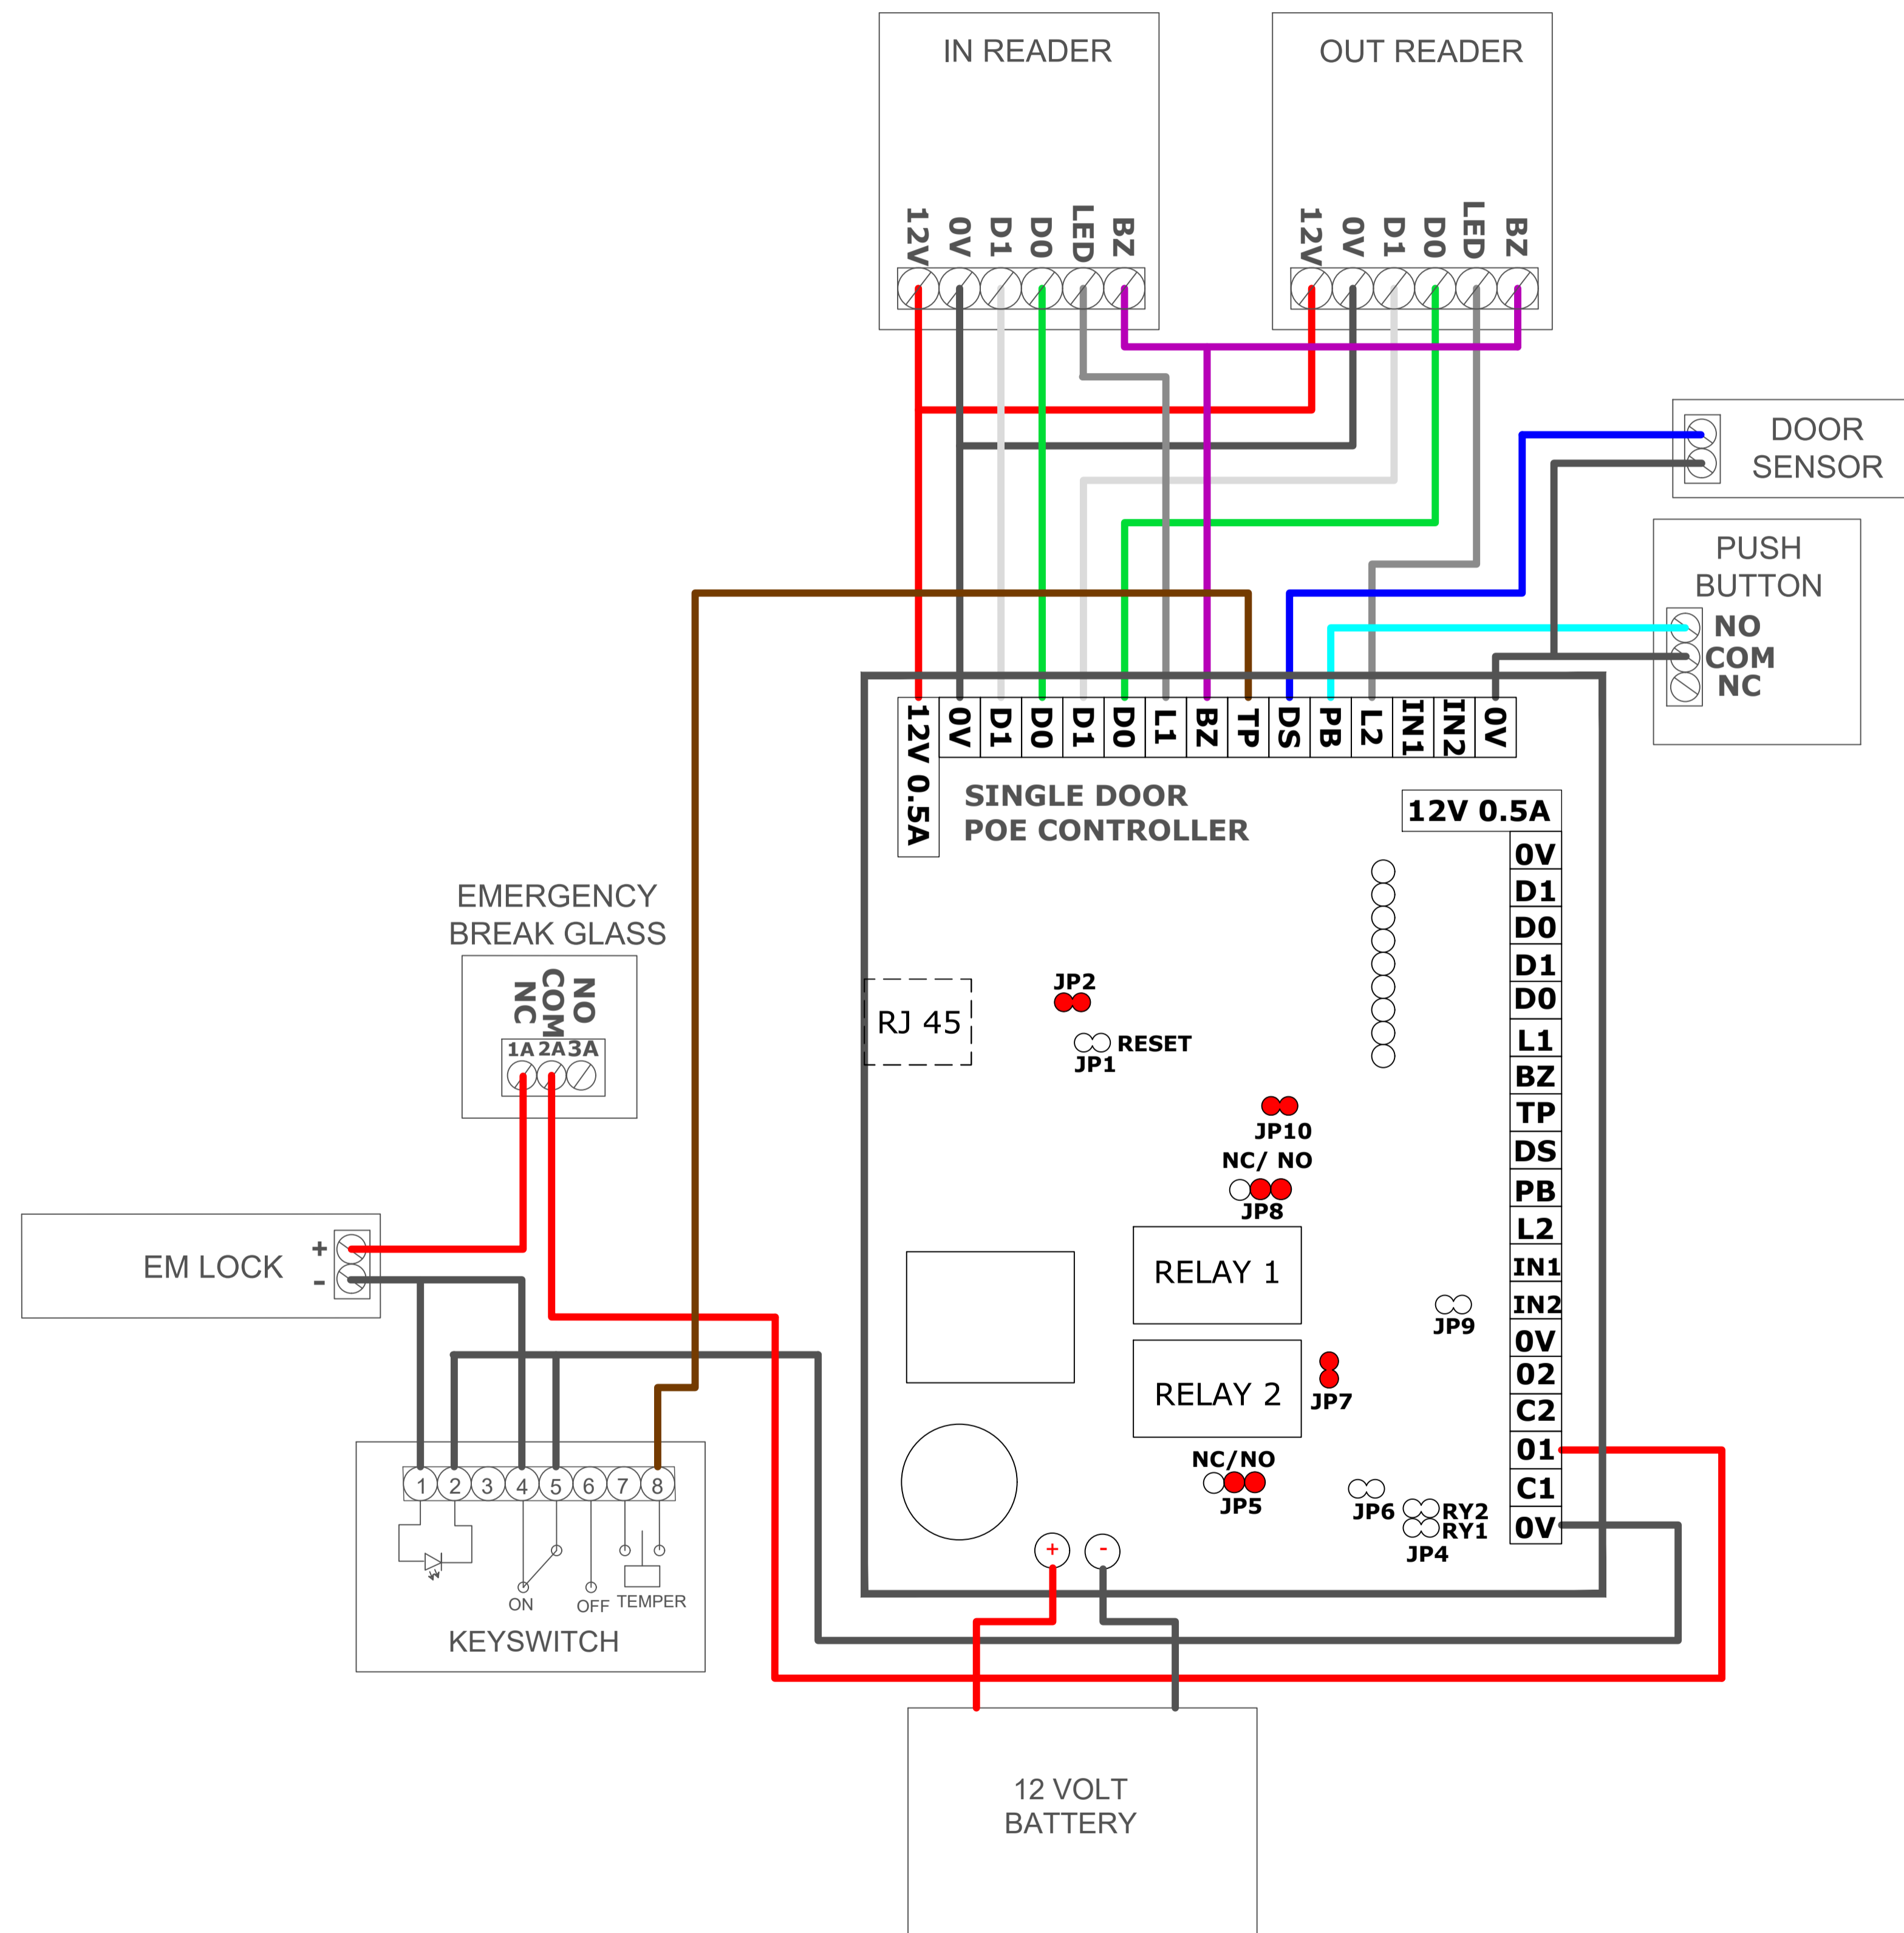 IN READER
12V 0V D1 D0 LED BZ
OUT READER
12V 0V D1 D0 LED BZ
DOOR
SENSOR
PUSH
BUTTON
NO
COM
NC
12V 0.5A 0V D1 D0 D1 D0 L1 BZ TP DS PB L2 IN1 IN2 0V
SINGLE DOOR
POE CONTROLLER
12V 0.5A
0V
D1
D0
D1
D0
L1
BZ
TP
DS
PB
L2
IN1
IN2
0V
02
C2
01
C1
0V
EMERGENCY
BREAK GLASS
NC COM NO
1A 2A 3A
RJ 45
JP2
RESET
JP1
JP10
NC/ NO
JP8
RELAY 1
JP9
RELAY 2
JP7
NC/NO
JP5
JP6
RY2
RY1
JP4
+ -
EM LOCK
+
-
1 2 3 4 5 6 7 8
ON OFF TEMPER
KEYSWITCH
12 VOLT
BATTERY